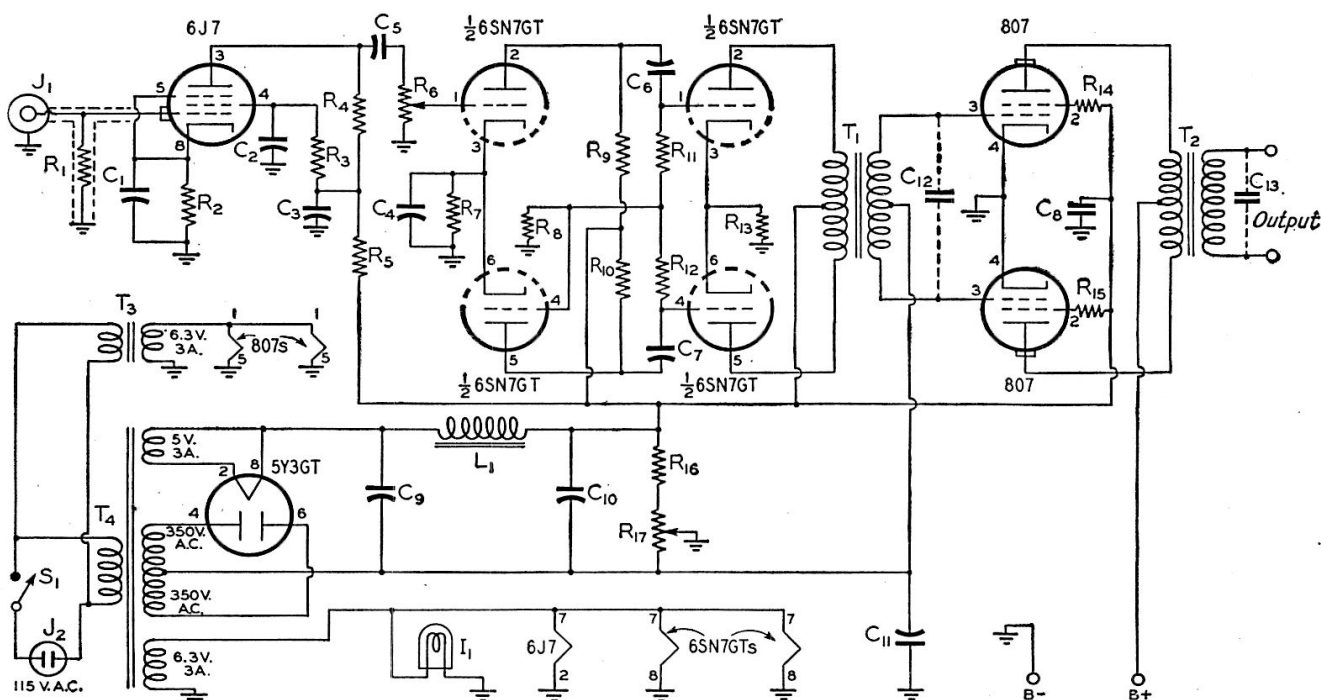 6J7
½6SN7GT
½6SN7GT
807
J1
5
3
4
8
R1
C1
R2
C2
R3
C3
R4
R5
C5
R6
1
2
3
C4
R7
R8
6
4
5
R9
R10
C6
R11
R12
C7
1
2
3
R13
6
4
5
T1
C12
3
2
4
R14
C8
4
3
2
R15
T2
C13.
Output
½6SN7GT
½6SN7GT
807
T3
6.3V.
3A.
1
5
807s
1
5
5V.
3A.
2
8
5Y3GT
4
6
T4
350V.
A.C.
350V.
A.C.
6.3V.
3A.
S1
J2
115 V.A.C.
C9
L1
C10
R16
R17
I1
6J7
7
2
7
8
6SN7GTs
7
8
C11
B-
B+